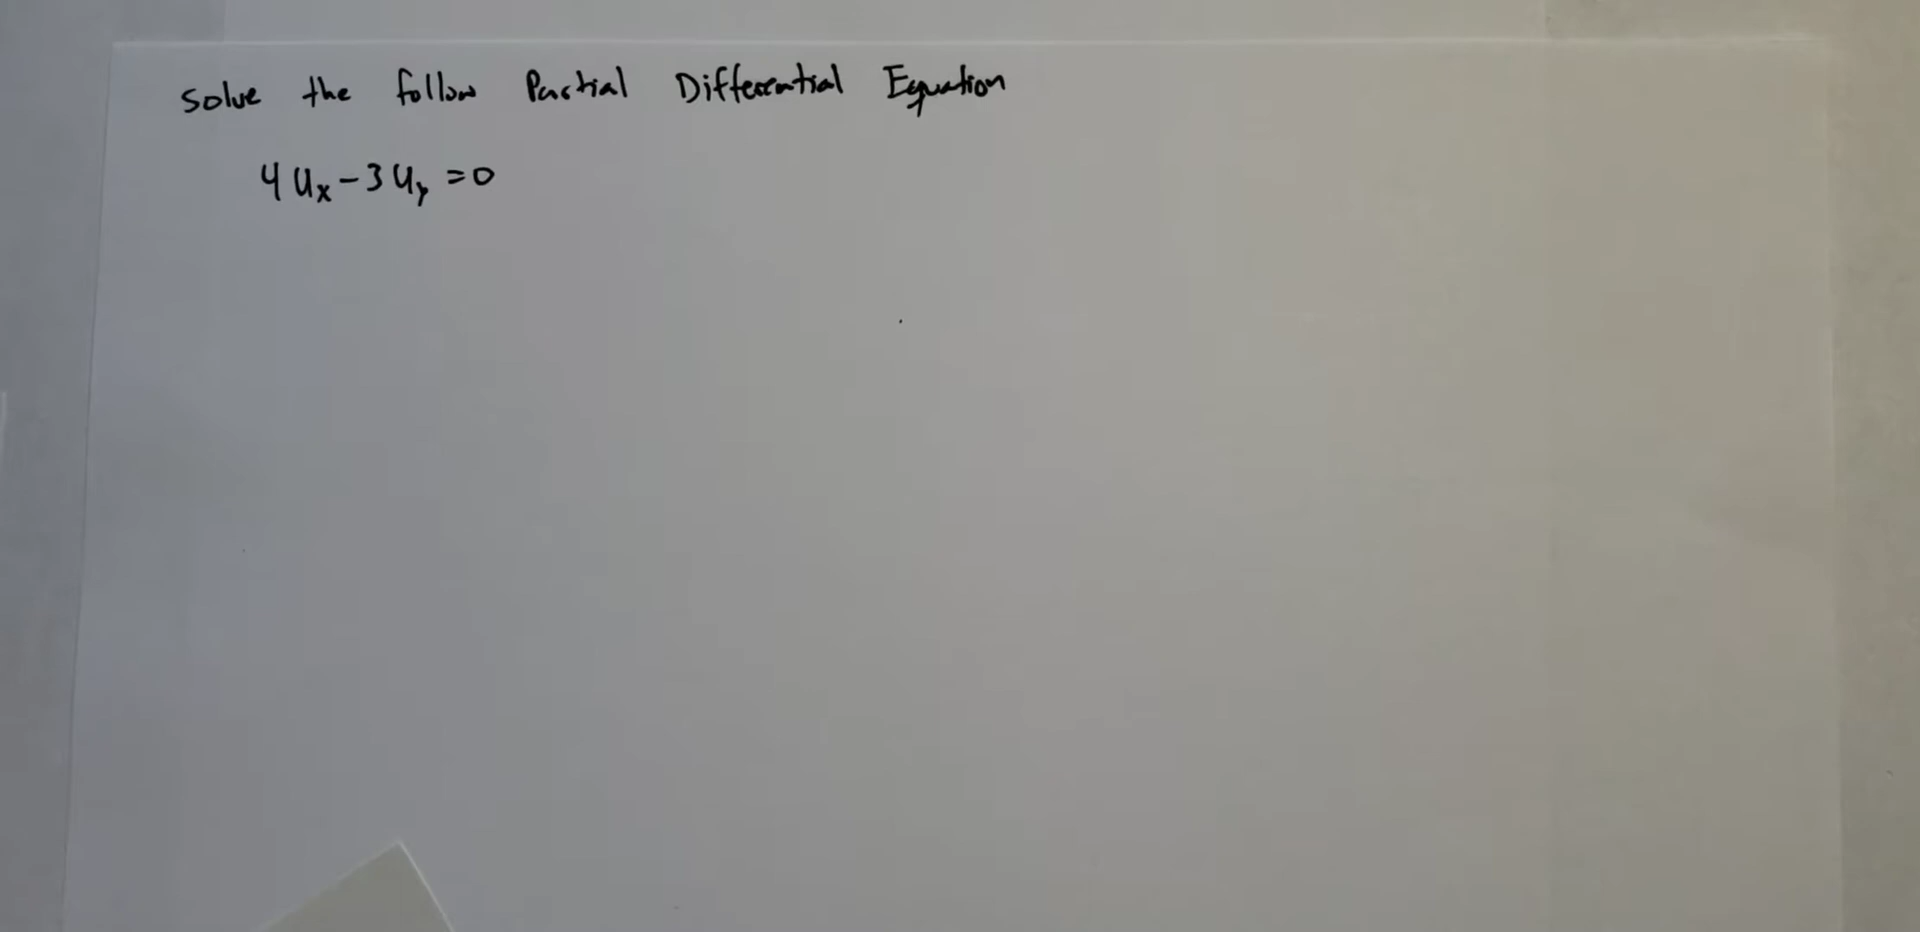 Solve the follow Partial Differential Equation
4 Ux - 3 Uy = 0